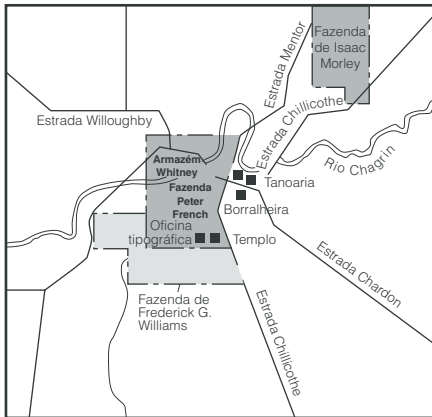 Fazenda
de Isaac
Morley
Estrada Mentor
Estrada Chillicothe
Estrada Willoughby
Rio Chagrin
Armazém
Whitney
Fazenda
Peter
French
Tanoaria
Borralheira
Oficina
tipográfica
Templo
Estrada Chardon
Fazenda de
Frederick G.
Williams
Estrada Chillicothe